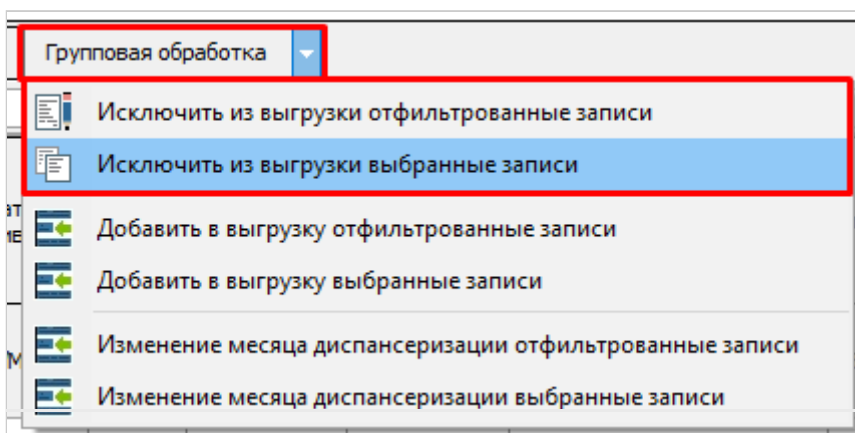 Групповая обработка
Исключить из выгрузки отфильтрованные записи
Исключить из выгрузки выбранные записи
Добавить в выгрузку отфильтрованные записи
Добавить в выгрузку выбранные записи
Изменение месяца диспансеризации отфильтрованные записи
Изменение месяца диспансеризации выбранные записи